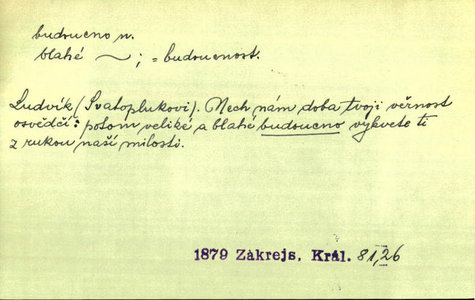 budoucno n.
blahé ~; = budoucnost.
Ludvík (Svatoplukovi). Nech nám doba tvoji věrnost
osvědčí: potom veliké a blahé budoucno vykvete ti
z rukou naší milosti.
1879 Zákrejs, Král. 81, 26